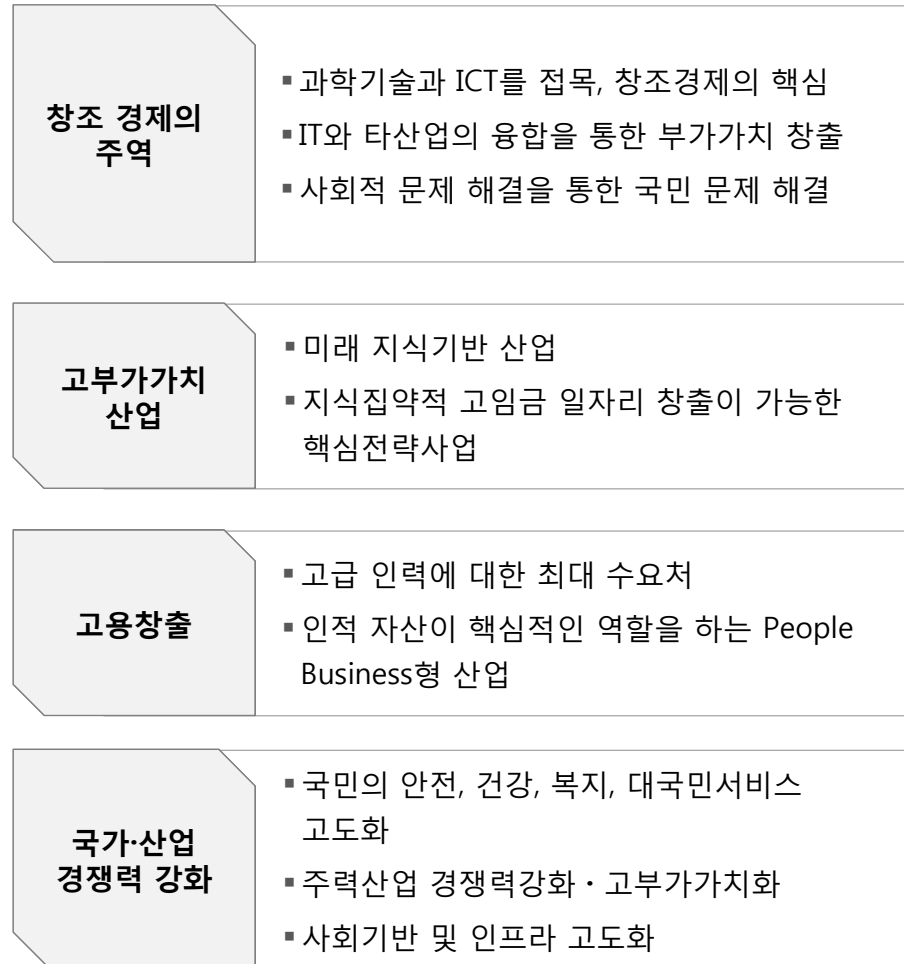 창조 경제의
주역
▪과학기술과 ICT를 접목, 창조경제의 핵심
▪IT와 타산업의 융합을 통한 부가가치 창출
▪사회적 문제 해결을 통한 국민 문제 해결
고부가가치
산업
▪미래 지식기반 산업
▪지식집약적 고임금 일자리 창출이 가능한
핵심전략사업
고용창출
▪고급 인력에 대한 최대 수요처
▪인적 자산이 핵심적인 역할을 하는 People
Business형 산업
국가·산업
경쟁력 강화
▪국민의 안전, 건강, 복지, 대국민서비스
고도화
▪주력산업 경쟁력강화・고부가가치화
▪사회기반 및 인프라 고도화